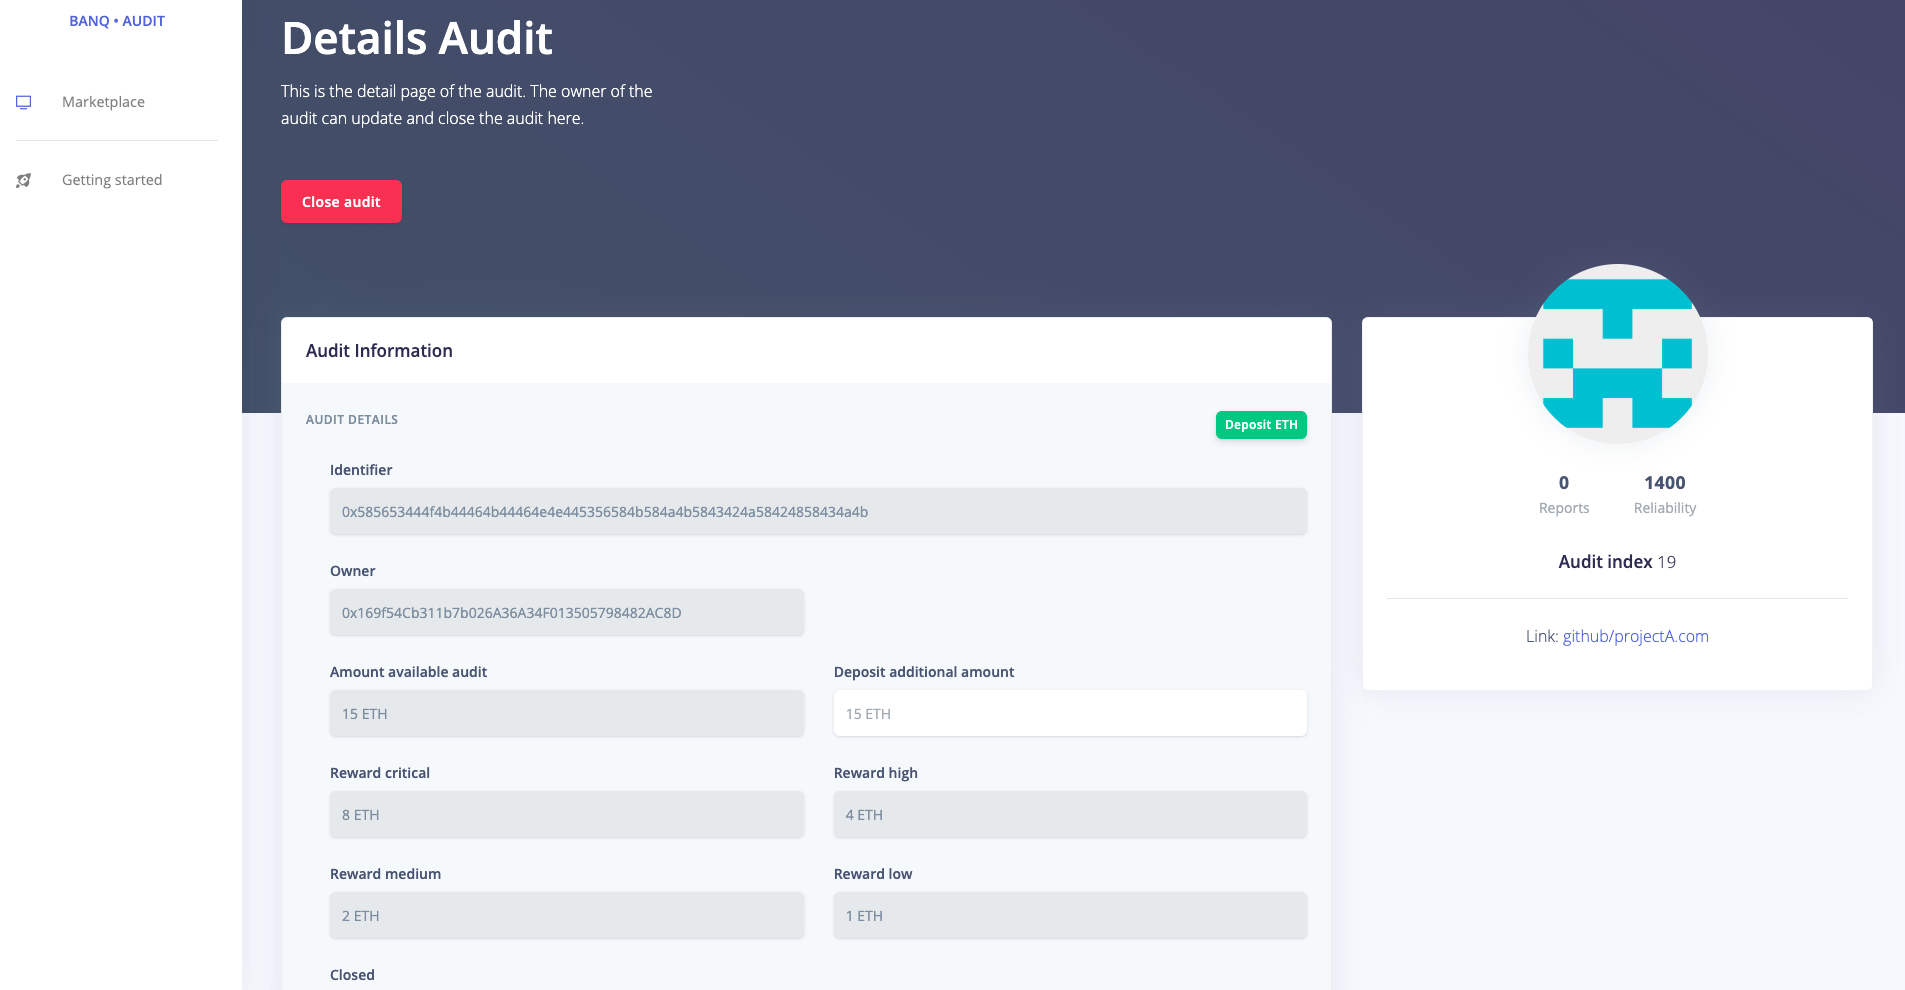 BANQ • AUDIT
Marketplace
Getting started
Details Audit
This is the detail page of the audit. The owner of the
audit can update and close the audit here.
Close audit
Audit Information
AUDIT DETAILS
Deposit ETH
Identifier
0x585653444f4b44464b44464e4e445356584b584a4b5843424a58424858434a4b
Owner
0x169f54Cb311b7b026A36A34F013505798482AC8D
Amount available audit
Deposit additional amount
15 ETH
15 ETH
Reward critical
Reward high
8 ETH
4 ETH
Reward medium
Reward low
2 ETH
1 ETH
Closed
0
1400
Reports
Reliability
Audit index 19
Link: github/projectA.com